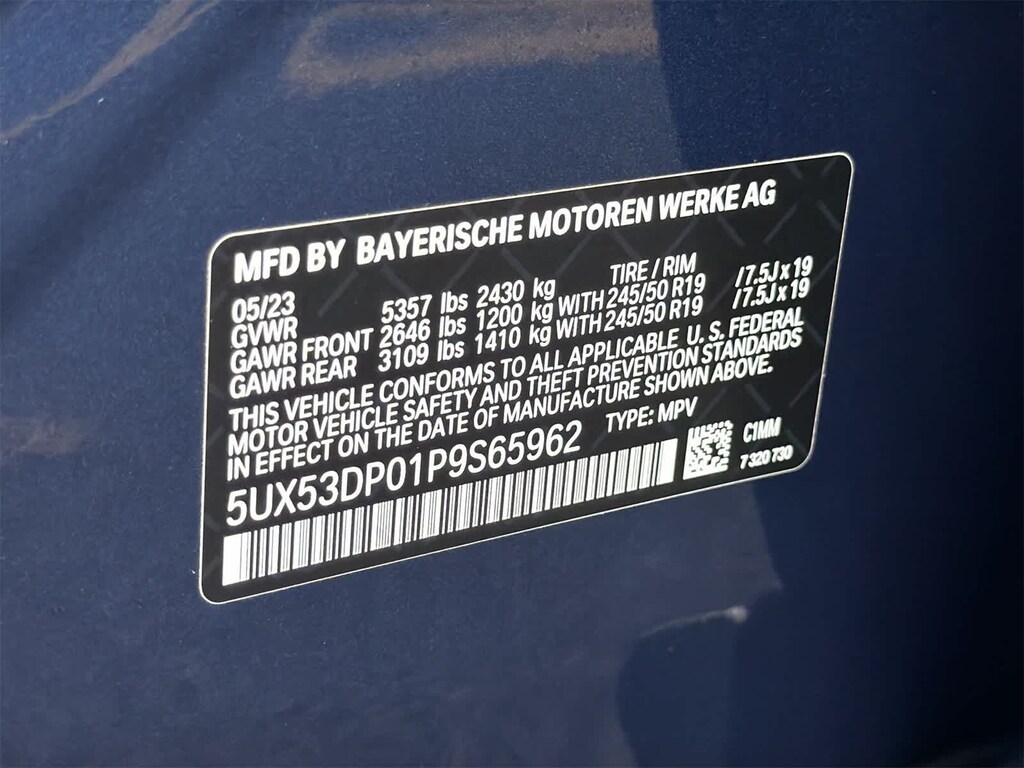 MFD BY BAYERISCHE MOTOREN WERKE AG
05/23 TIRE / RIM
GVWR 5357 lbs 2430 kg
GAWR FRONT 2646 lbs 1200 kg WITH 245/50 R19 /7.5J x 19
GAWR REAR 3109 lbs 1410 kg WITH 245/50 R19 /7.5J x 19
THIS VEHICLE CONFORMS TO ALL APPLICABLE U. S. FEDERAL
MOTOR VEHICLE SAFETY AND THEFT PREVENTION STANDARDS
IN EFFECT ON THE DATE OF MANUFACTURE SHOWN ABOVE.
5UX53DP01P9S65962 TYPE: MPV
C1MM
7 320 730